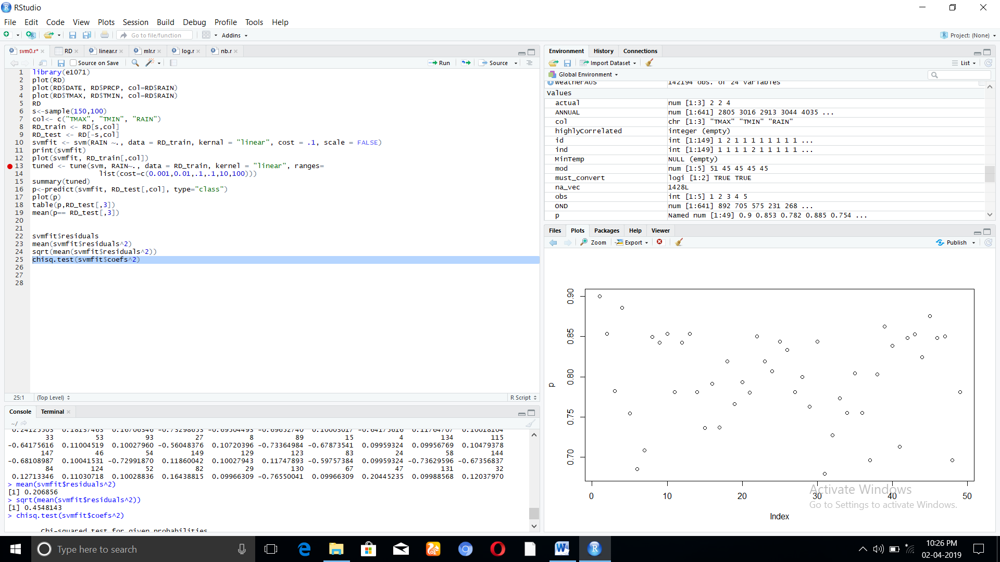 RStudio
File Edit Code View Plots Session Build Debug Profile Tools Help
Go to file/function Addins Project: (None)
svm0.r* RD linear.r mlr.r log.r nb.r
Source on Save Run Source
1 library(e1071)
2 plot(RD)
3 plot(RD$DATE, RD$PRCP, col=RD$RAIN)
4 plot(RD$TMAX, RD$TMIN, col=RD$RAIN)
5 RD
6 s<-sample(150,100)
7 col<- c("TMAX", "TMIN", "RAIN")
8 RD_train <- RD[s,col]
9 RD_test <- RD[-s,col]
10 svmfit <- svm(RAIN ~., data = RD_train, kernal = "linear", cost = .1, scale = FALSE)
11 print(svmfit)
12 plot(svmfit, RD_train[,col])
13 tuned <- tune(svm, RAIN~., data = RD_train, kernel = "linear", ranges=
14 list(cost=c(0.001,0.01,.1,.1,10,100)))
15 summary(tuned)
16 p<-predict(svmfit, RD_test[,col], type="class")
17 plot(p)
18 table(p,RD_test[,3])
19 mean(p== RD_test[,3])
20
21
22 svmfit$residuals
23 mean(svmfit$residuals^2)
24 sqrt(mean(svmfit$residuals^2))
25 chisq.test(svmfit$coefs^2)
26
27
28
25:1 (Top Level) R Script
Console Terminal
~/
0.24125503 0.18137463 0.16706346 -0.73298653 -0.69504493 -0.69652740 0.10003017 -0.64175616 0.11764707 0.10018104
33 53 93 27 8 89 15 4 134 115
-0.64175616 0.11004519 0.10027960 -0.56048376 0.10720396 -0.73364984 -0.67873541 0.09959324 0.09956769 0.10479378
147 46 54 149 129 123 83 24 58 144
-0.68108987 0.10041531 -0.72991870 0.11860042 0.10027943 0.11747893 -0.59757384 0.09959324 -0.73629596 -0.67356837
84 124 52 82 29 130 67 47 131 32
0.12713346 0.11030718 0.10028836 0.16438815 0.09966309 -0.76550041 0.09966309 0.20445235 0.09988568 0.12037970
> mean(svmfit$residuals^2)
[1] 0.206856
> sqrt(mean(svmfit$residuals^2))
[1] 0.4548143
> chisq.test(svmfit$coefs^2)
Chi-squared test for given probabilities
Environment History Connections
Import Dataset List
Global Environment
weatherAUS 142194 obs. of 24 variables
Values
actual num [1:3] 2 2 4
ANNUAL num [1:641] 2805 3016 2913 3044 4035 ...
col chr [1:3] "TMAX" "TMIN" "RAIN"
highlyCorrelated integer (empty)
id int [1:149] 1 2 1 1 1 1 1 1 1 1 ...
ind int [1:149] 1 1 1 1 2 1 1 1 1 1 ...
MinTemp NULL (empty)
mod num [1:5] 51 45 45 45 45
must_convert logi [1:2] TRUE TRUE
na_vec 1428L
obs int [1:5] 1 2 3 4 5
OND num [1:641] 892 705 575 231 268 ...
p Named num [1:49] 0.9 0.853 0.782 0.885 0.754 ...
Files Plots Packages Help Viewer
Zoom Export Publish
0.90
0.85
0.80
0.75
0.70
p
0 10 20 30 40 50
Index
Activate Windows
Go to Settings to activate Windows.
Type here to search
10:26 PM
02-04-2019